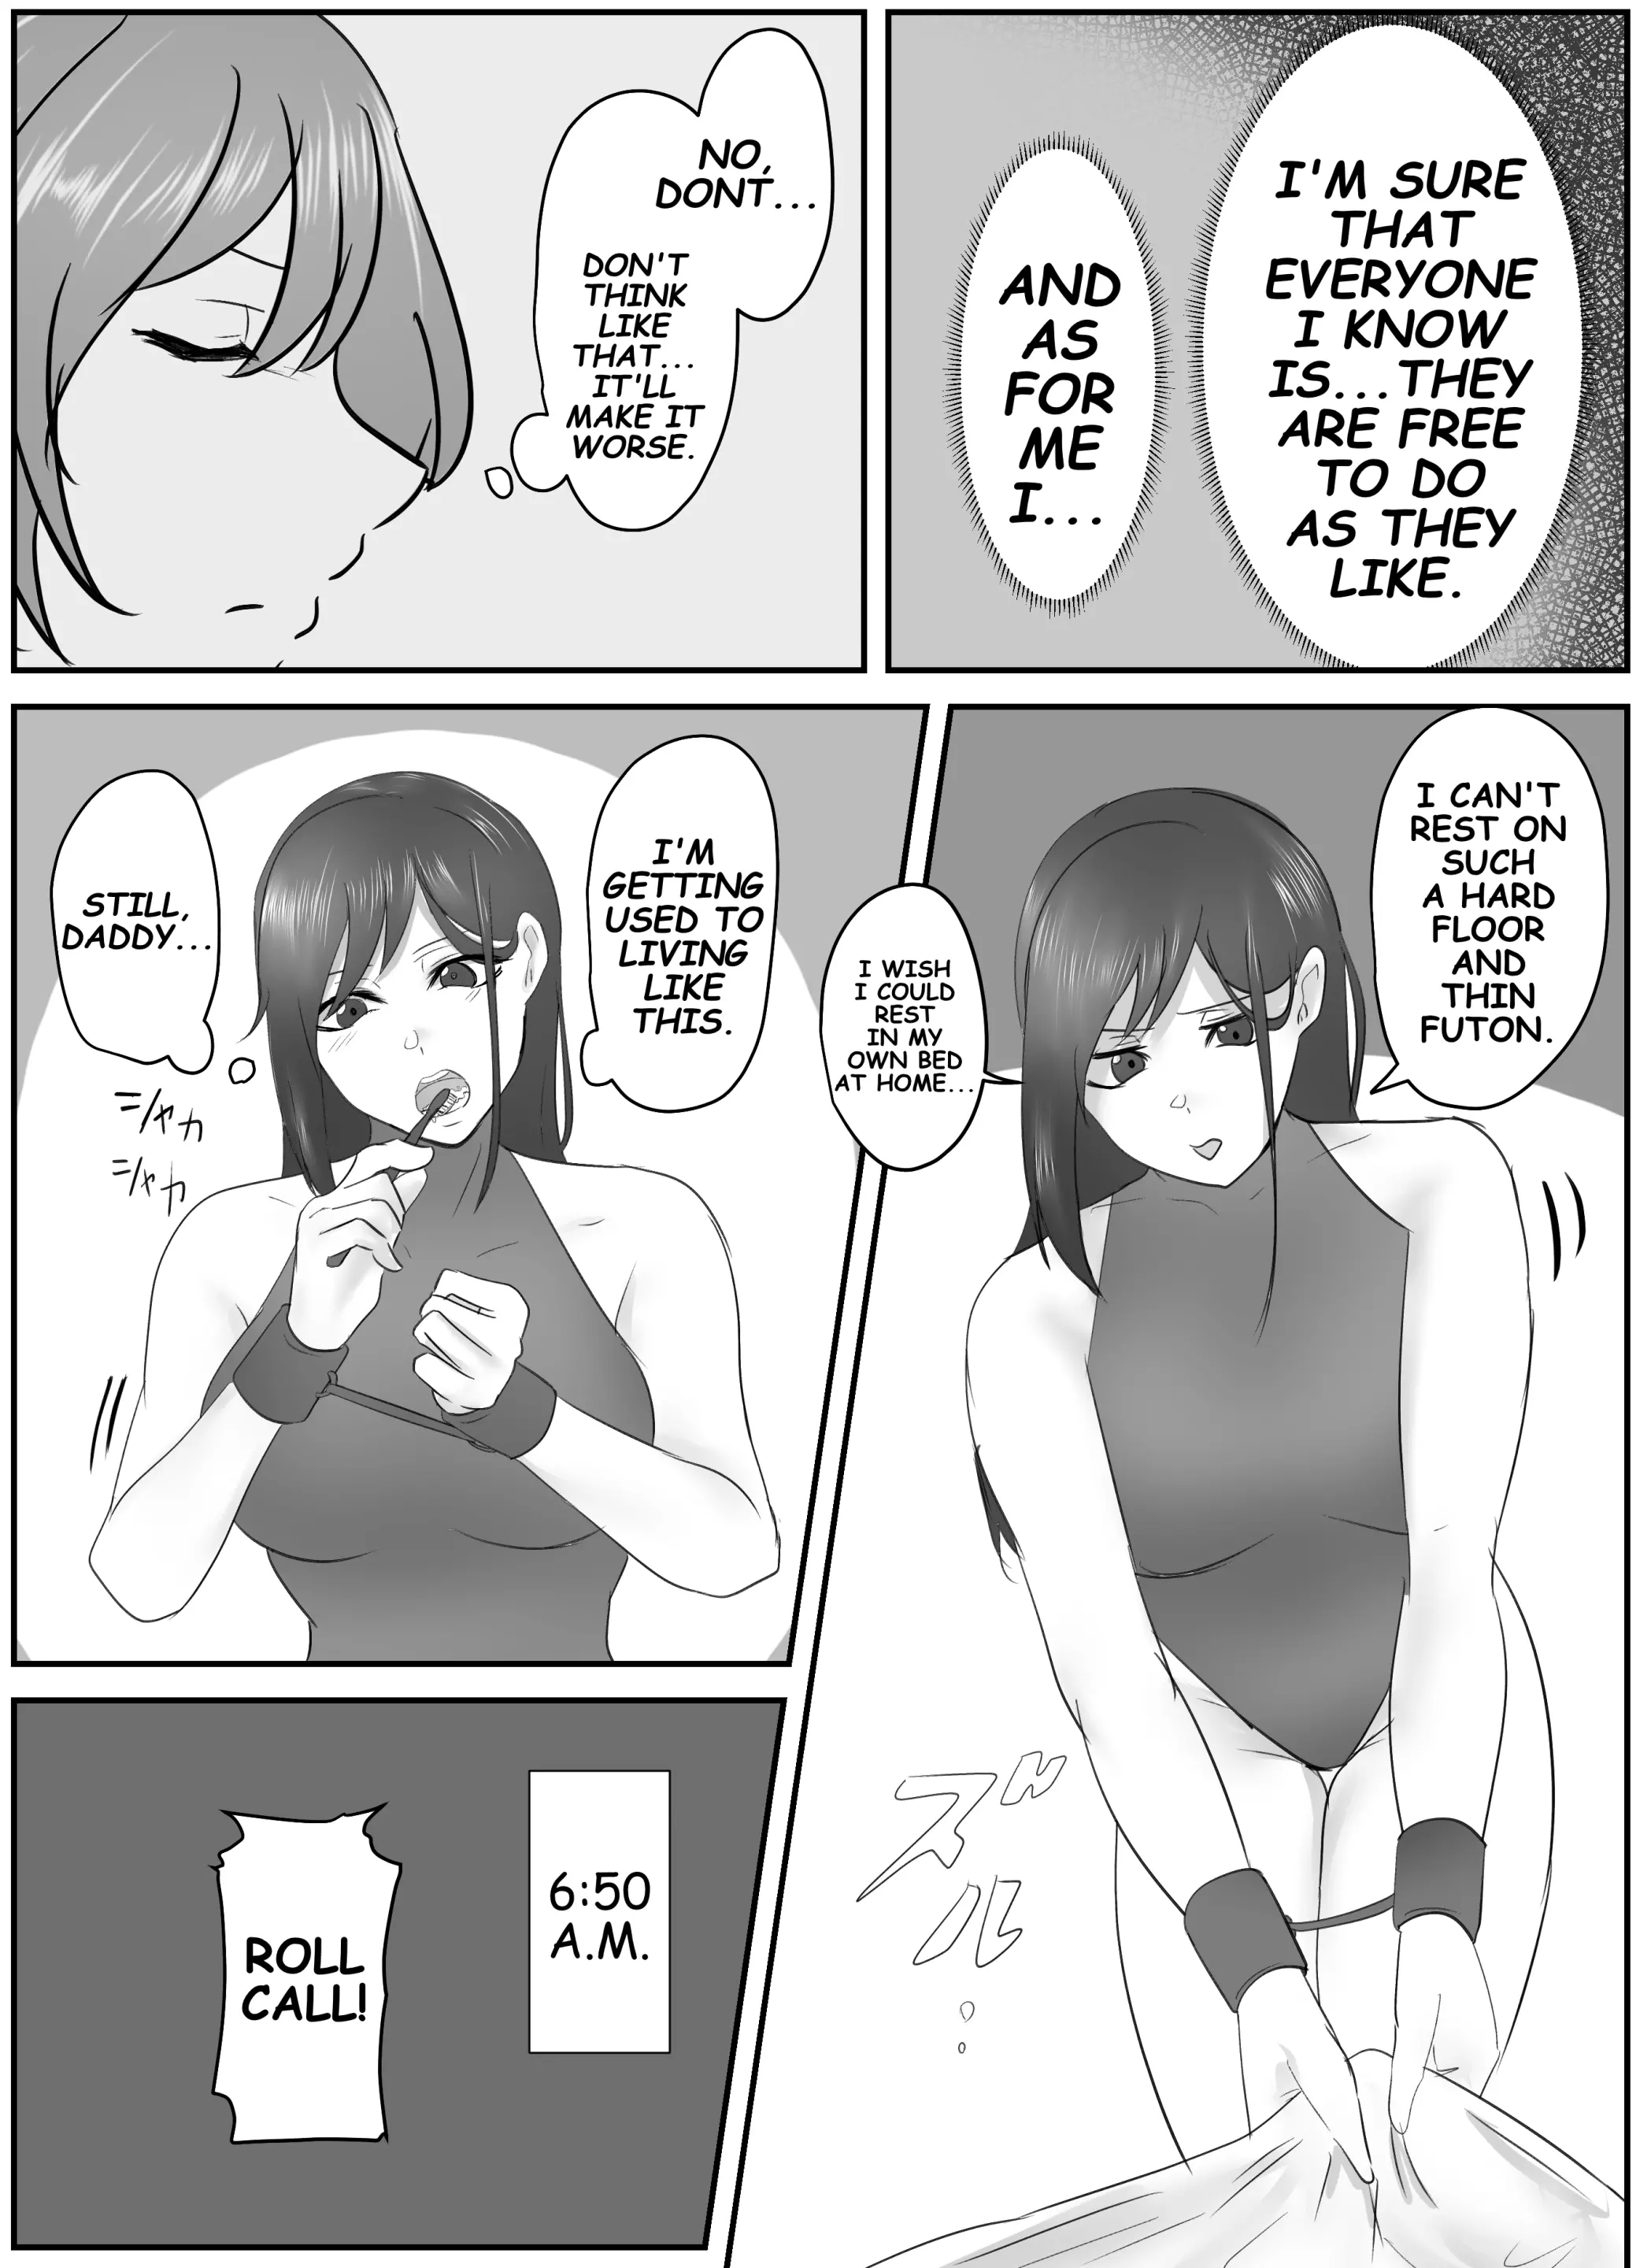 I'M SURE
THAT
EVERYONE
I KNOW
IS...THEY
ARE FREE
TO DO
AS THEY
LIKE.
AND
AS
FOR
ME
I...
NO,
DONT...
DON'T
THINK
LIKE
THAT...
IT'LL
MAKE IT
WORSE.
I CAN'T
REST ON
SUCH
A HARD
FLOOR
AND
THIN
FUTON.
I WISH
I COULD
REST
IN MY
OWN BED
AT HOME...
ズル
ル
I'M
GETTING
USED TO
LIVING
LIKE
THIS.
STILL,
DADDY...
シャカ
シャカ
6:50
A.M.
ROLL
CALL!